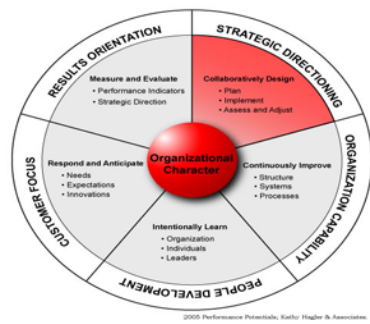 RESULTS ORIENTATION
STRATEGIC DIRECTIONING
Measure and Evaluate
• Performance Indicators
• Strategic Direction
Collaboratively Design
• Plan
• Implement
• Assess and Adjust
Respond and Anticipate
• Needs
• Expectations
• Innovations
Organizational
Character
Continuously Improve
• Structure
• Systems
• Processes
Intentionally Learn
• Organization
• Individuals
• Leaders
CUSTOMER FOCUS
ORGANIZATION CAPABILITY
PEOPLE DEVELOPMENT
2005 Performance Potentials; Kathy Hagler & Associates.